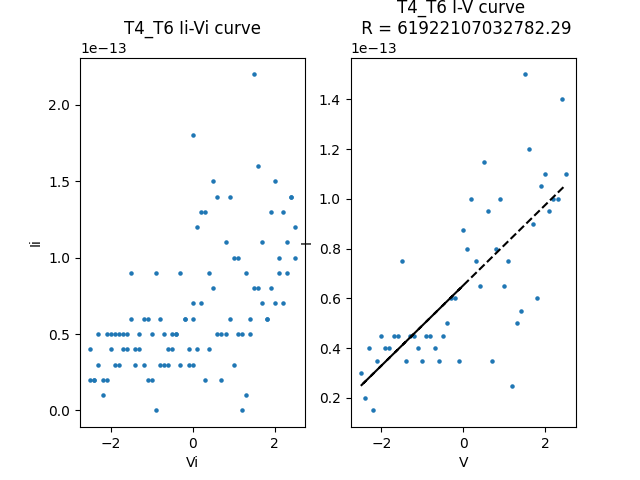 T4_T6 Ii-Vi curve
1e−13
2.0
1.5
1.0
0.5
0.0
−2
0
2
Ii
Vi
T4_T6 I-V curve
R = 61922107032782.29
1e−13
1.4
1.2
1.0
0.8
0.6
0.4
0.2
−2
0
2
I
V